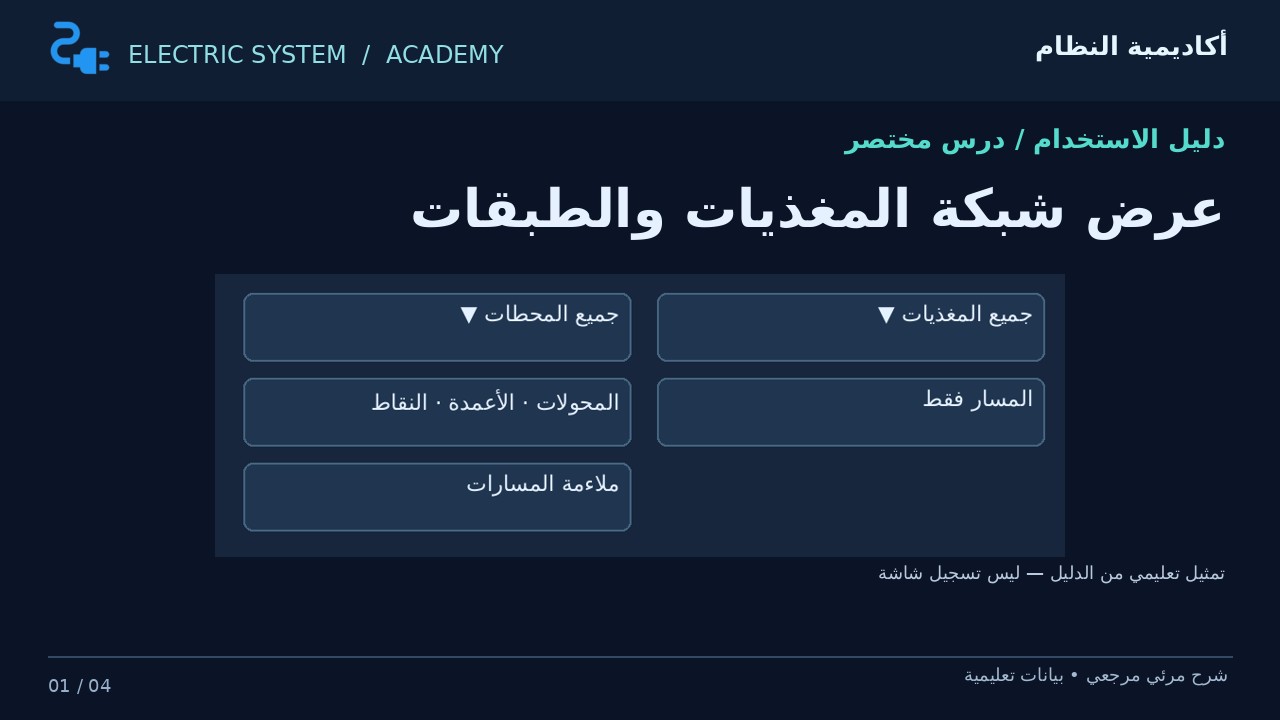 ELECTRIC SYSTEM / ACADEMY
أكاديمية النظام
دليل الاستخدام / درس مختصر
عرض شبكة المغذيات والطبقات
جميع المغذيات ▼
جميع المحطات ▼
المسار فقط
المحولات · الأعمدة · النقاط
ملاءمة المسارات
تمثيل تعليمي من الدليل — ليس تسجيل شاشة
شرح مرئي مرجعي • بيانات تعليمية
01 / 04